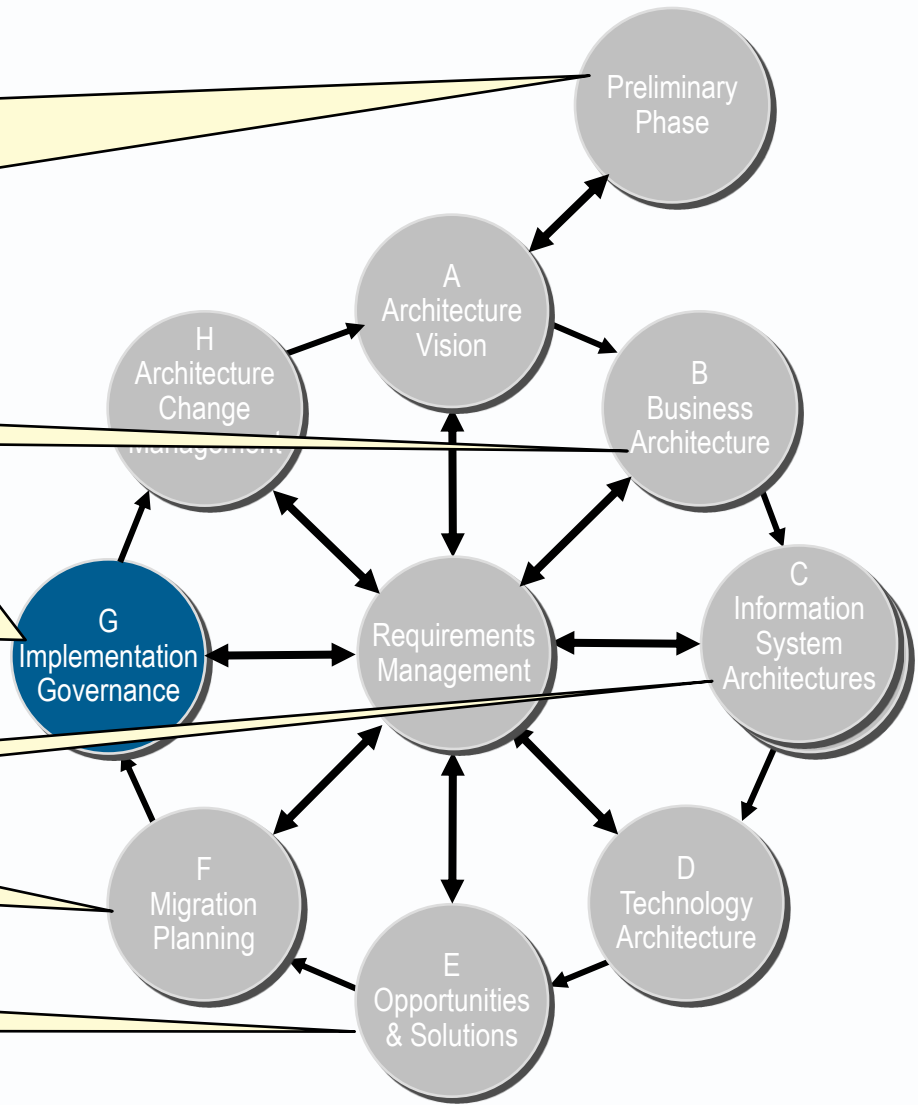 Preliminary
Phase
A
Architecture
Vision
H
Architecture
Change
Management
B
Business
Architecture
C
Information
System
Architectures
G
Implementation
Governance
Requirements
Management
F
Migration
Planning
D
Technology
Architecture
E
Opportunities
& Solutions